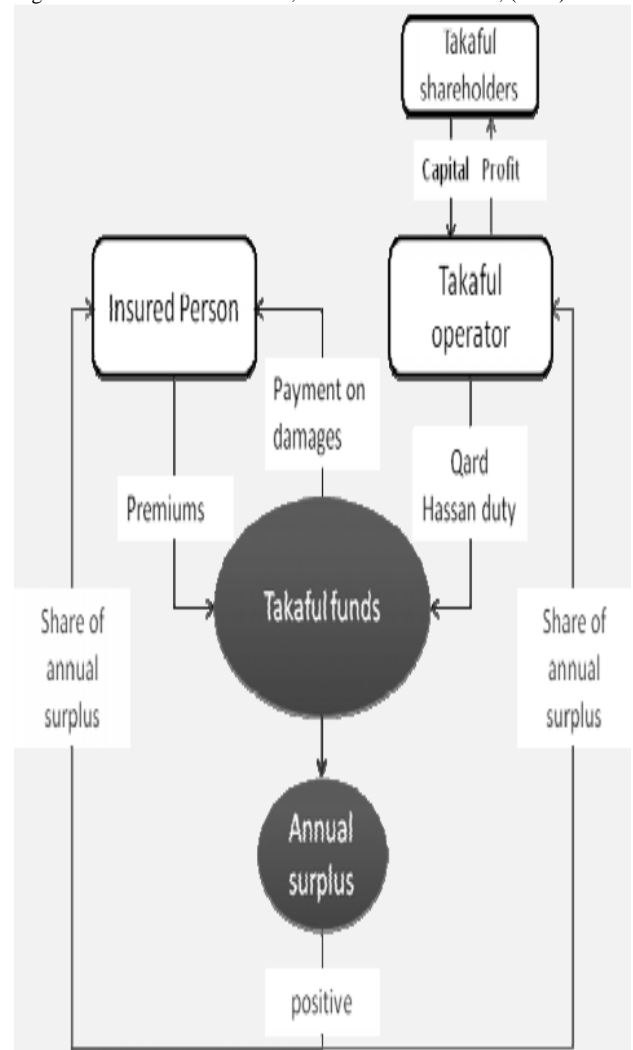 Takaful
shareholders
Capital Profit
Insured Person
Takaful
operator
Payment on
damages
Premiums
Qard
Hassan duty
Takaful funds
Share of
annual
surplus
Share of
annual
surplus
Annual
surplus
positive